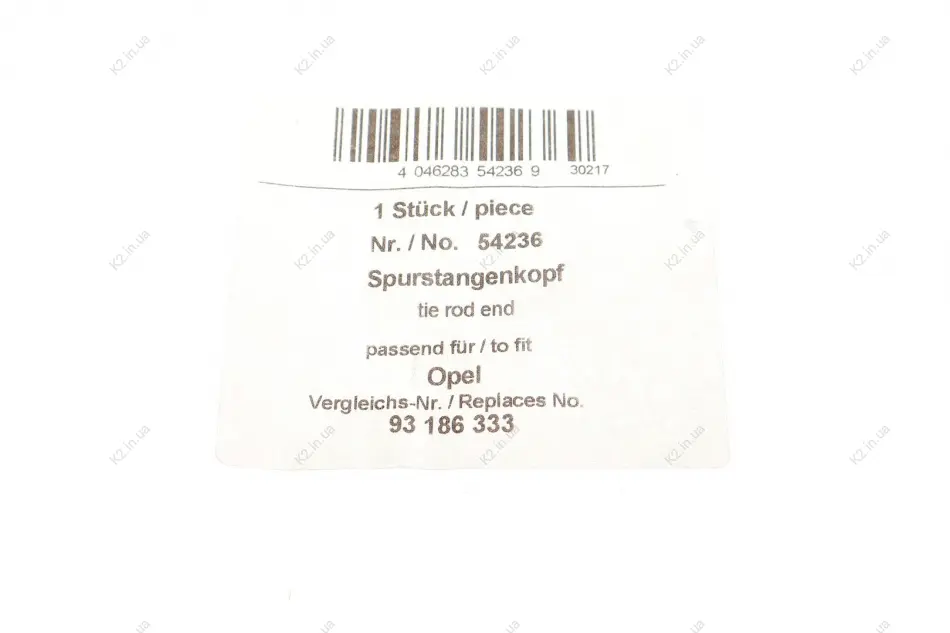 4 046283 54236 9 30217
1 Stück / piece
Nr. / No. 54236
Spurstangenkopf
tie rod end
passend für / to fit
Opel
Vergleichs-Nr. / Replaces No.
93 186 333
K2.in.ua